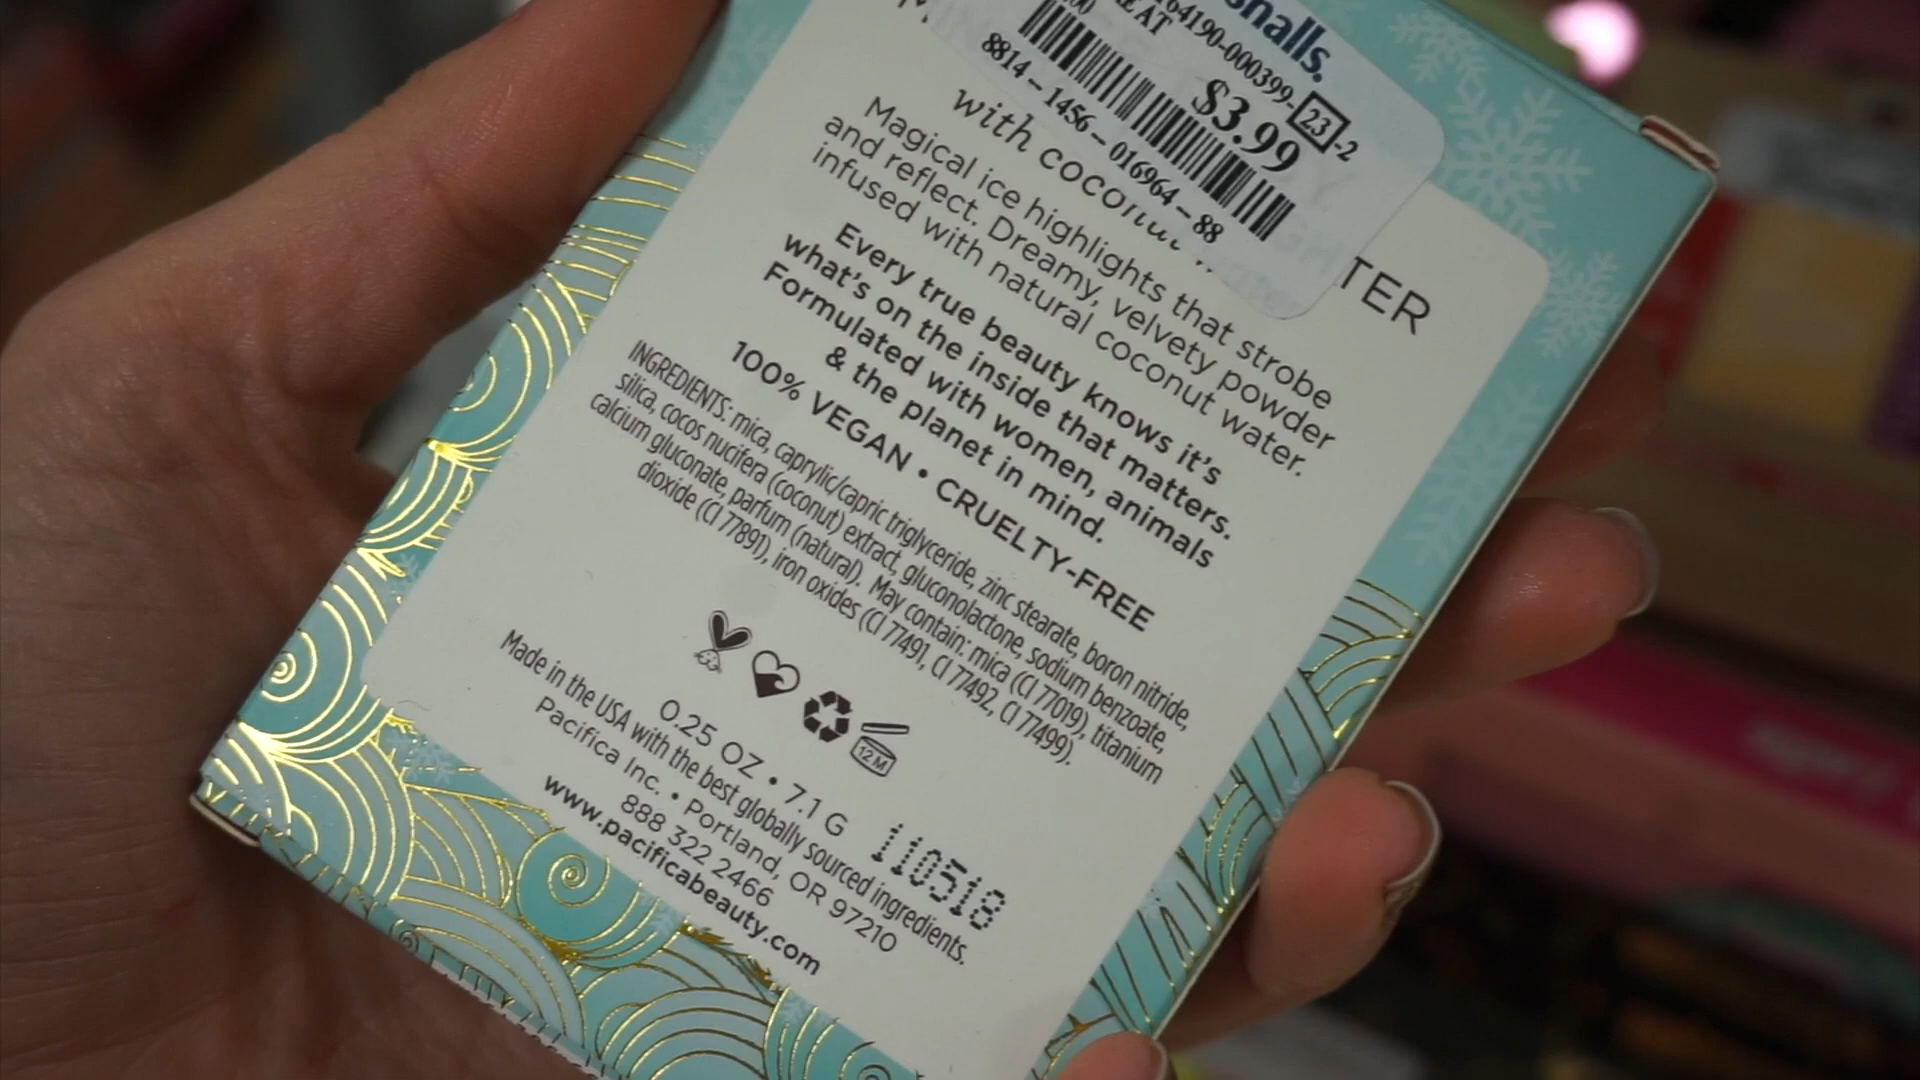 snalls.
64190-000399-23-2
EAT
$3.99
8814-1456-016964-88
TER
with
Magical ice highlights that strobe
and reflect. Dreamy, velvety powder
infused with natural coconut water.
Every true beauty knows it's
what's on the inside that matters.
Formulated with women, animals
& the planet in mind.
100% VEGAN • CRUELTY-FREE
INGREDIENTS: mica, caprylic/capric triglyceride, zinc stearate, boron nitride,
silica, cocos nucifera (coconut) extract, gluconolactone, sodium benzoate,
calcium gluconate, parfum (natural). May contain: mica (CI 77019), titanium
dioxide (CI 77891), iron oxides (CI 77491, CI 77492, CI 77499).
12 M
0.25 OZ • 7.1 G
110518
Made in the USA with the best globally sourced ingredients.
Pacifica Inc. • Portland, OR 97210
888 322 2466
www.pacificabeauty.com